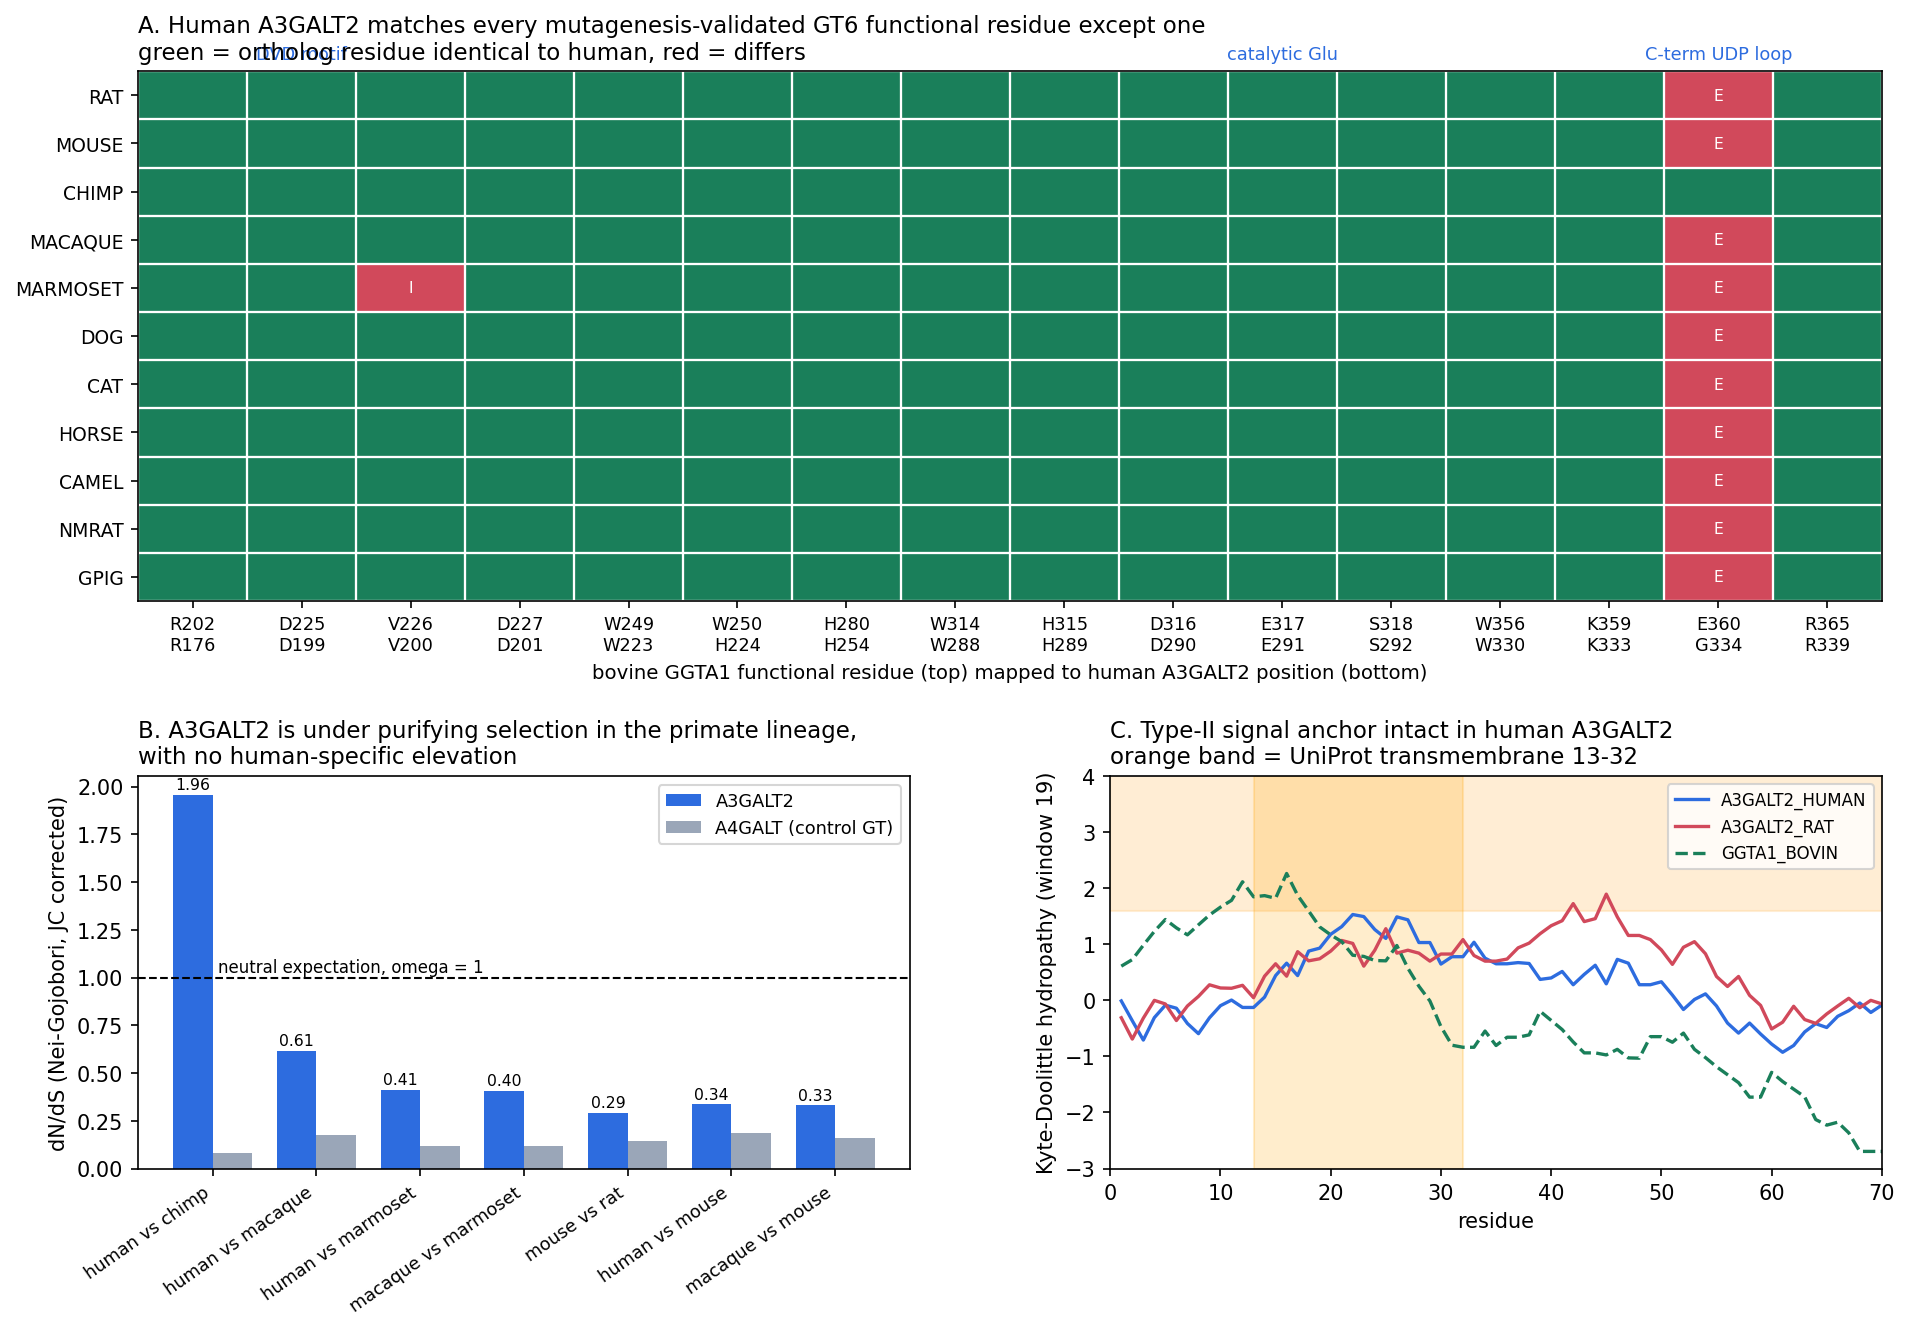 A. Human A3GALT2 matches every mutagenesis-validated GT6 functional residue except one
green = ortholog residue identical to human, red = differs
DVD motif
catalytic Glu
C-term UDP loop
RAT
E
MOUSE
E
CHIMP
MACAQUE
E
MARMOSET
I
E
DOG
E
CAT
E
HORSE
E
CAMEL
E
NMRAT
E
GPIG
E
R202 D225 V226 D227 W249 W250 H280 W314 H315 D316 E317 S318 W356 K359 E360 R365
R176 D199 V200 D201 W223 H224 H254 W288 H289 D290 E291 S292 W330 K333 G334 R339
bovine GGTA1 functional residue (top) mapped to human A3GALT2 position (bottom)
B. A3GALT2 is under purifying selection in the primate lineage,
with no human-specific elevation
dN/dS (Nei-Gojobori, JC corrected)
2.00
1.75
1.50
1.25
1.00
0.75
0.50
0.25
0.00
A3GALT2
A4GALT (control GT)
neutral expectation, omega = 1
1.96
0.61
0.41
0.40
0.29
0.34
0.33
human vs chimp
human vs macaque
human vs marmoset
macaque vs marmoset
mouse vs rat
human vs mouse
macaque vs mouse
C. Type-II signal anchor intact in human A3GALT2
orange band = UniProt transmembrane 13-32
Kyte-Doolittle hydropathy (window 19)
4
3
2
1
0
−1
−2
−3
A3GALT2_HUMAN
A3GALT2_RAT
GGTA1_BOVIN
0 10 20 30 40 50 60 70
residue